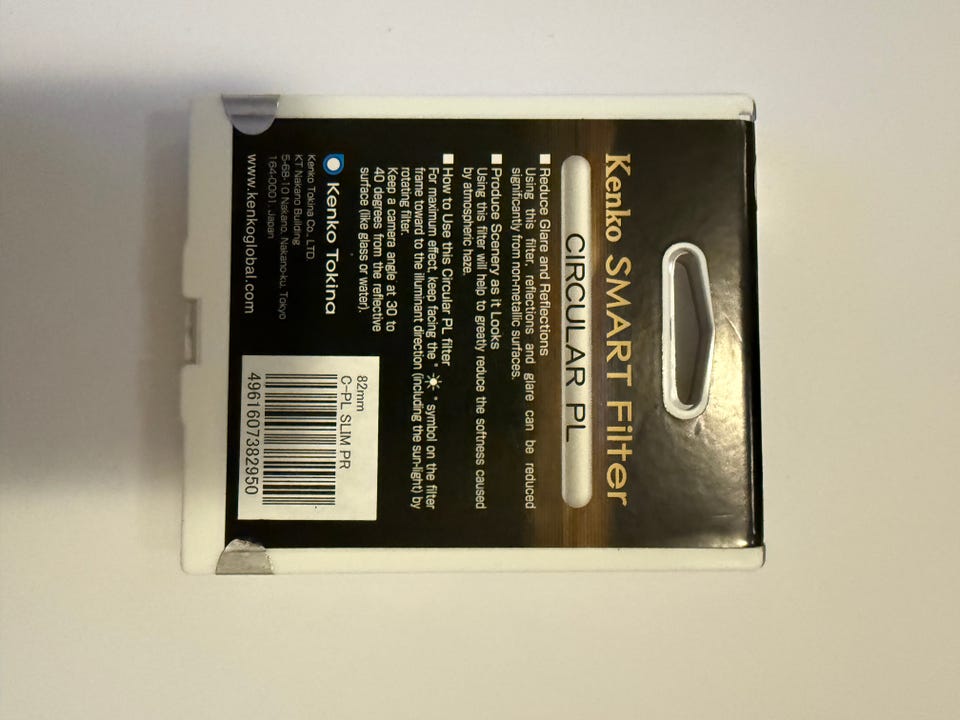 Kenko SMART Filter
CIRCULAR PL
■ Reduce Glare and Reflections
Using this filter, reflections and glare can be reduced
significantly from non-metallic surfaces.
■ Produce Scenery as it Looks
Using this filter will help to greatly reduce the softness caused
by atmospheric haze.
■ How to Use this Circular PL filter
For maximum effect, keep facing the "☀" symbol on the filter
frame toward to the illuminant direction (including the sun-light) by
rotating filter.
Keep a camera angle at 30 to
40 degrees from the reflective
surface (like glass or water).
Kenko Tokina
Kenko Tokina Co., LTD.
KT Nakano Building
5-68-10 Nakano, Nakano-ku, Tokyo
164-0001, Japan
www.kenkoglobal.com
82mm
C-PL SLIM PR
4961607382950